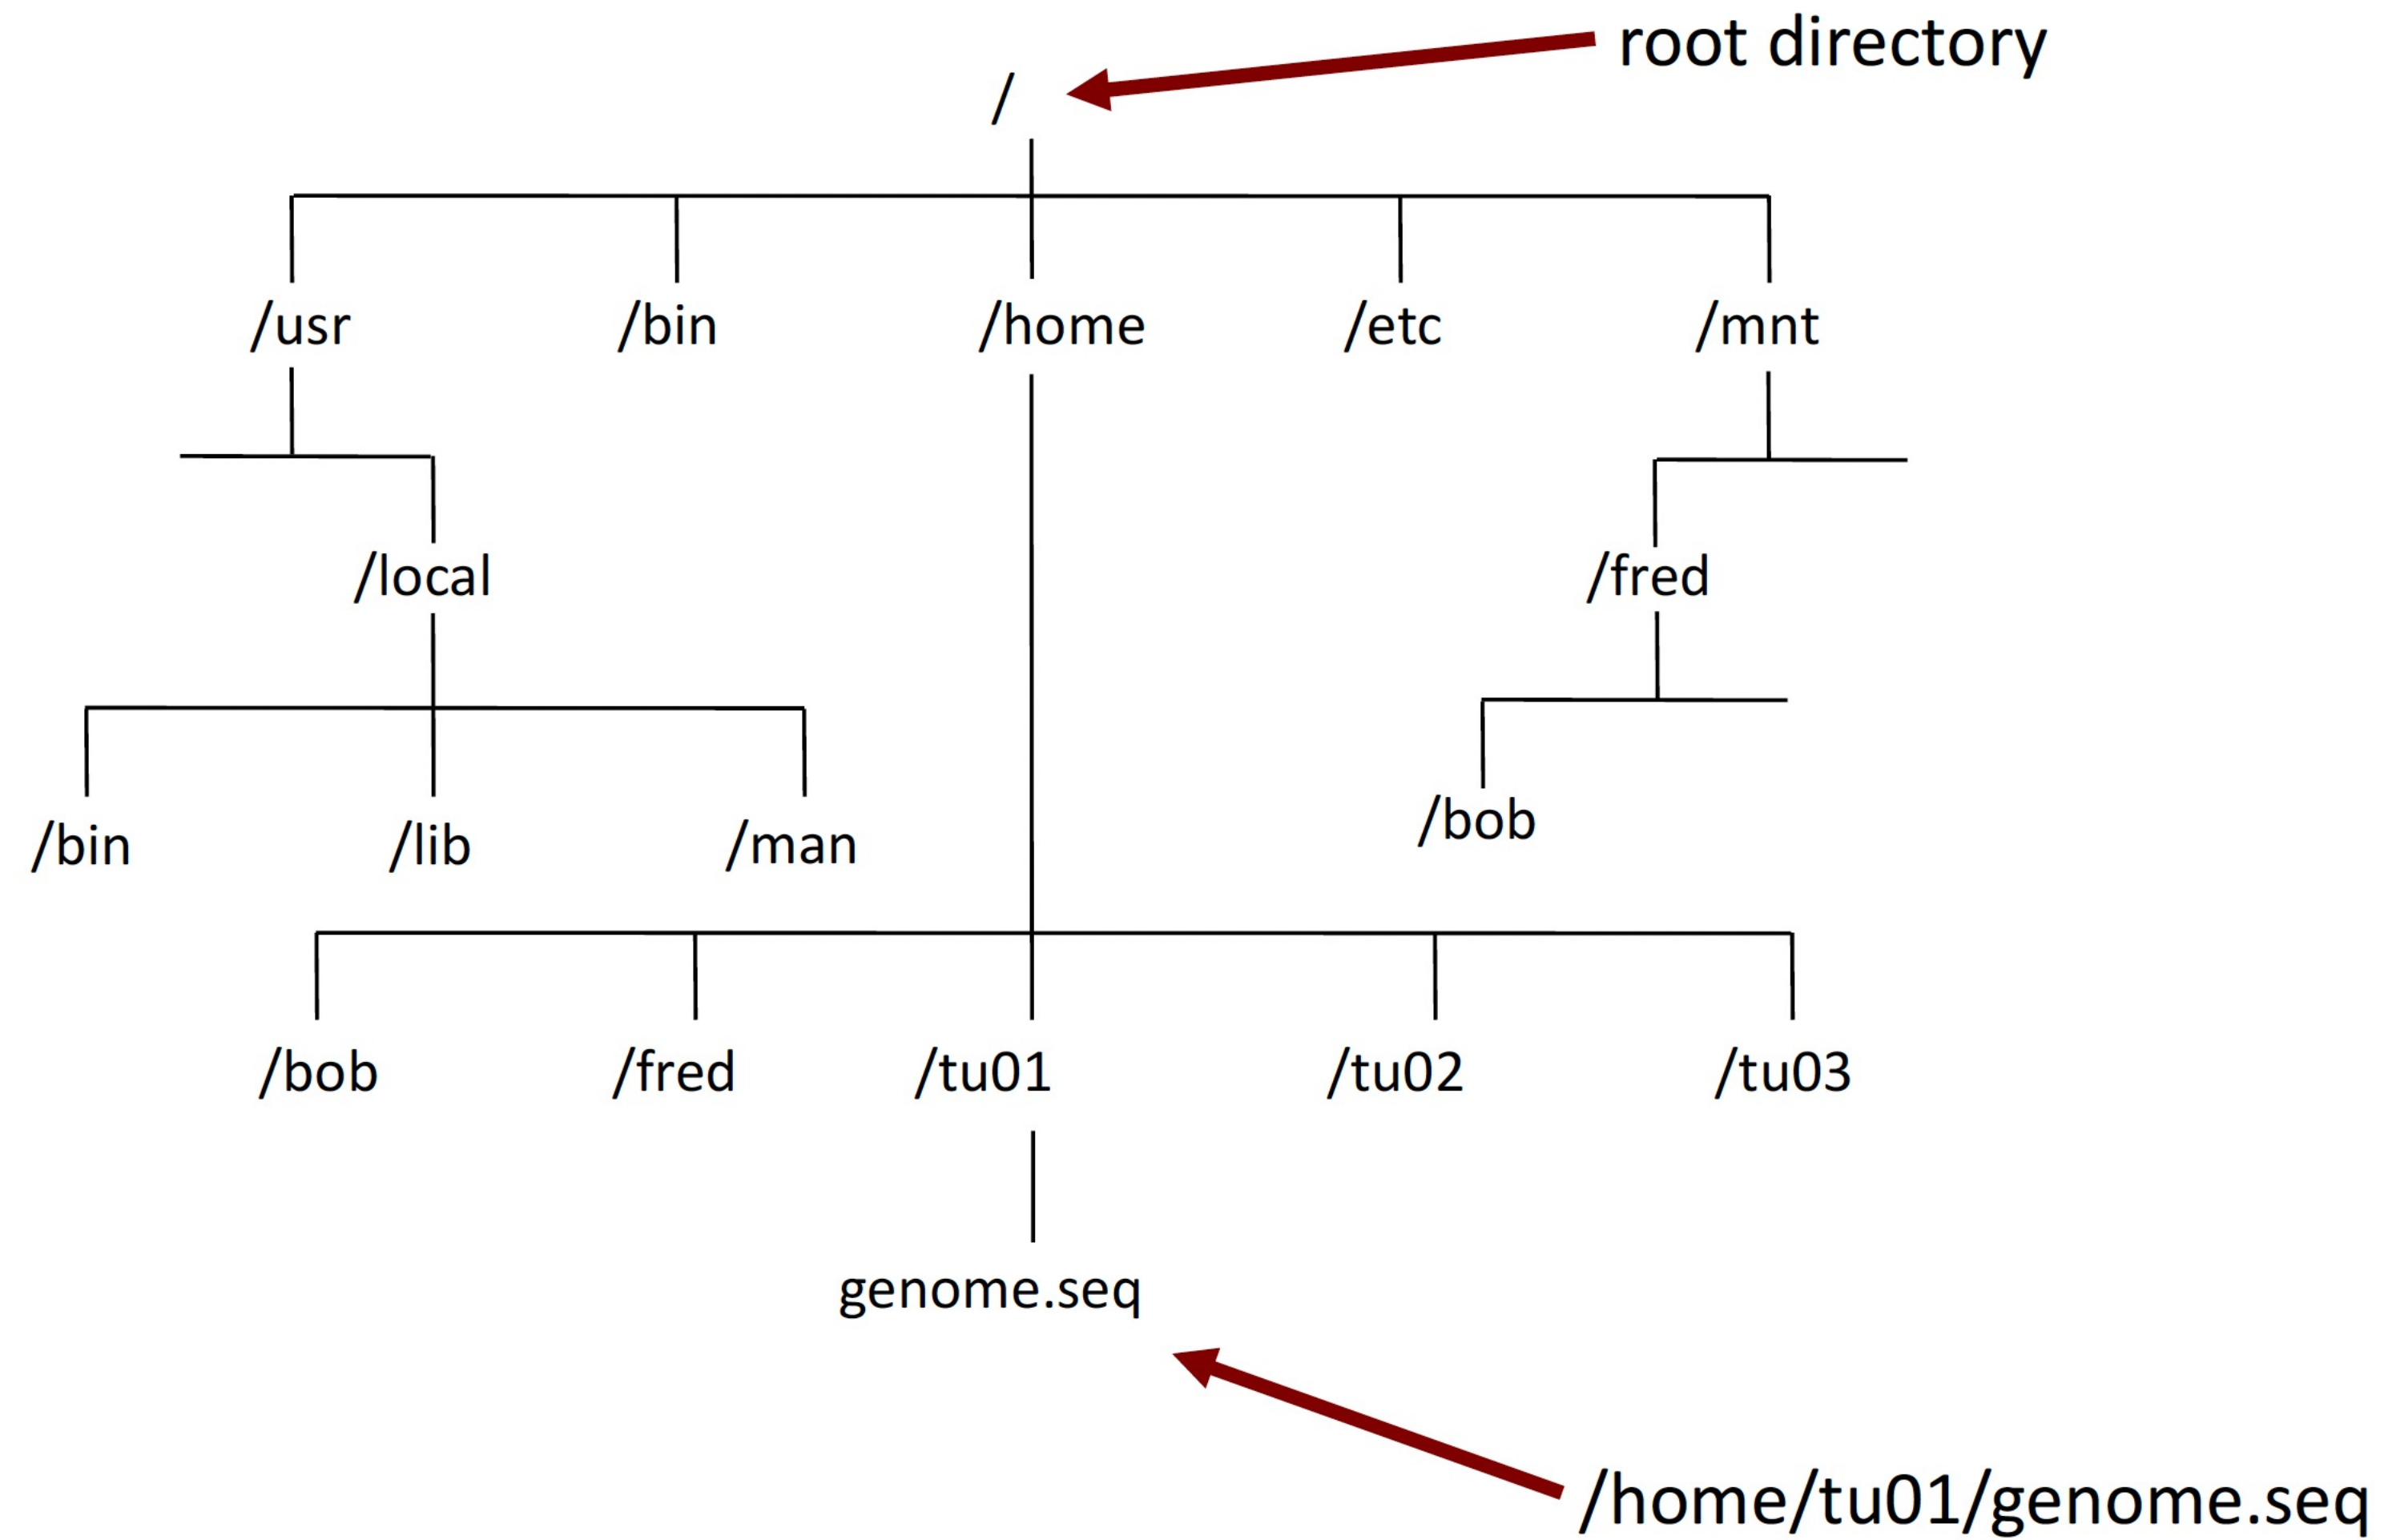 root directory
/
/usr
/bin
/home
/etc
/mnt
/local
/fred
/bin
/lib
/man
/bob
/bob
/fred
/tu01
/tu02
/tu03
genome.seq
/home/tu01/genome.seq